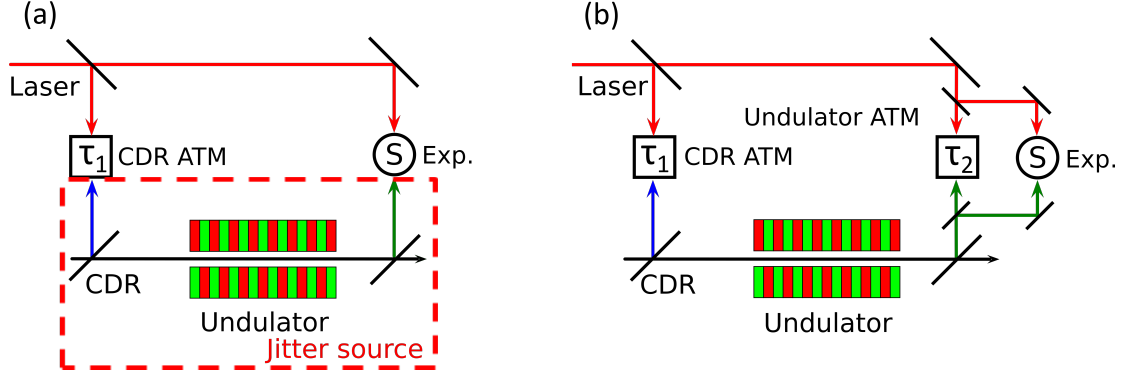 (a)
Laser
τ1
CDR ATM
S
Exp.
CDR
Undulator
Jitter source
(b)
Laser
Undulator ATM
τ1
CDR ATM
τ2
S
Exp.
CDR
Undulator